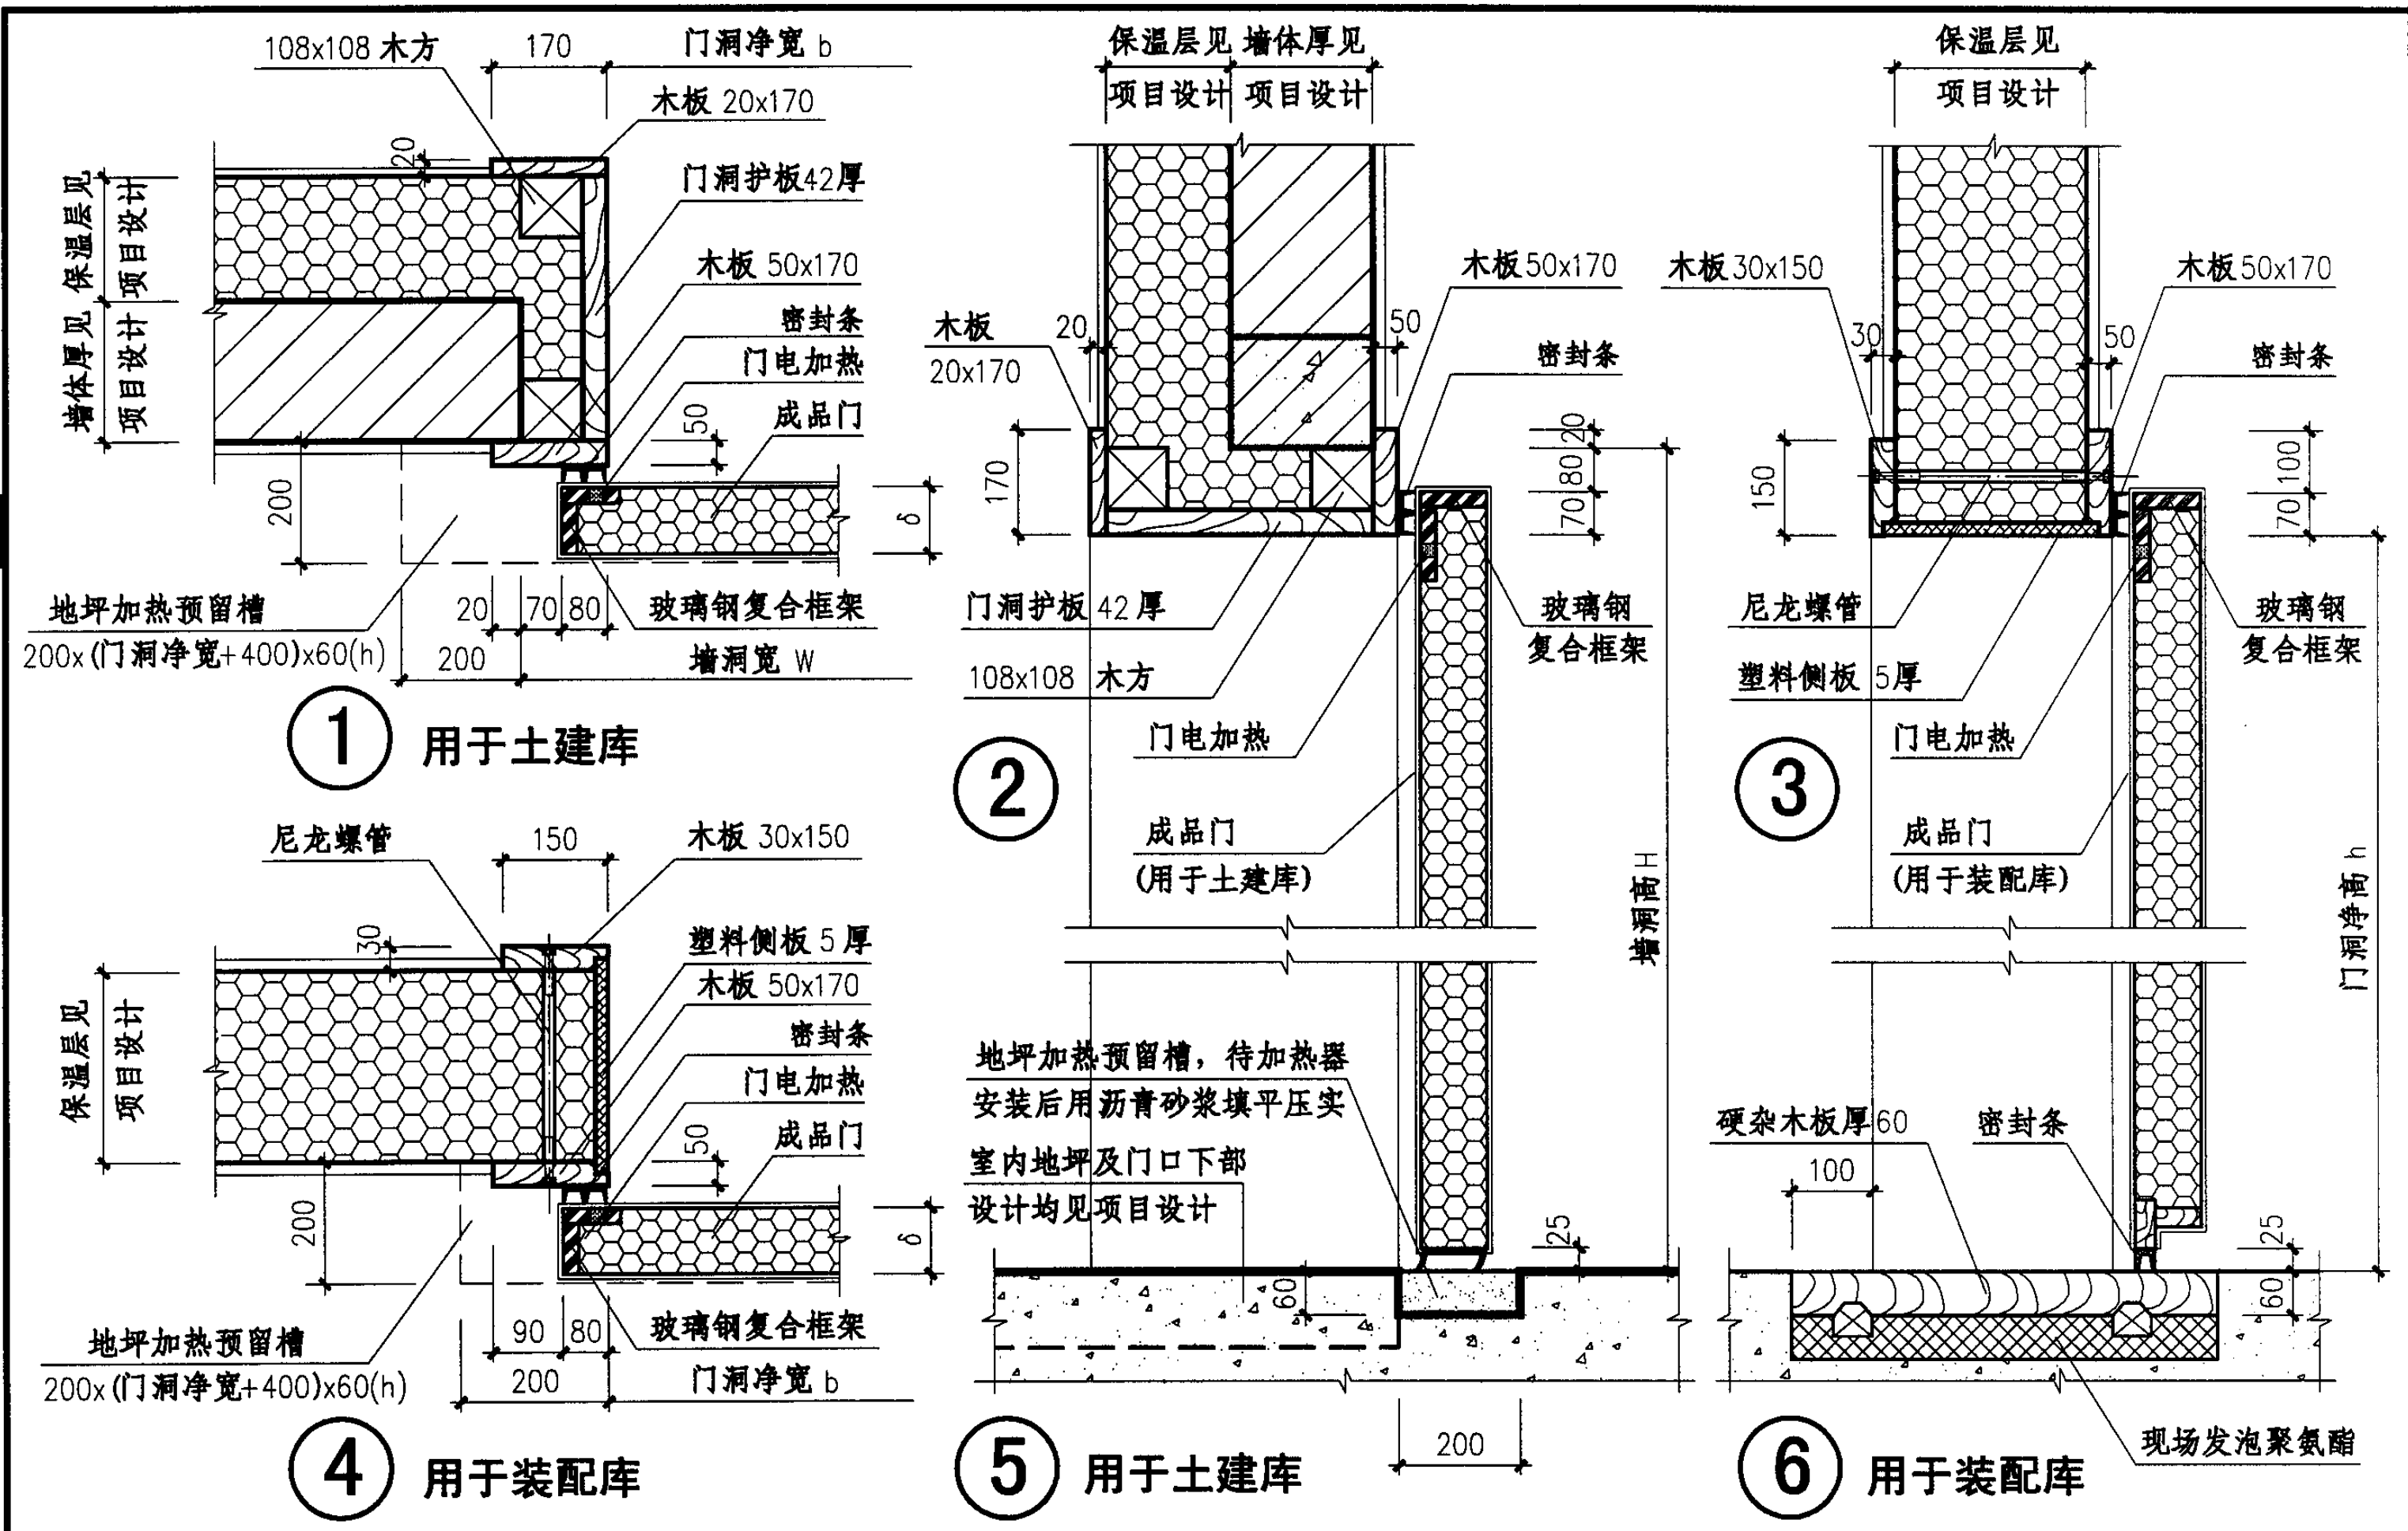 108x108 木方
170
门洞净宽 b
木板 20x170
20
门洞护板42厚
保温层见
项目设计
墙体厚见
项目设计
木板 50x170
密封条
门电加热
50
成品门
200
δ
地坪加热预留槽
200x(门洞净宽+400)x60(h)
20
70
80
玻璃钢复合框架
200
墙洞宽 W
1
用于土建库
保温层见
项目设计
墙体厚见
项目设计
木板50x170
木板
20x170
20
50
密封条
170
20
80
70
门洞护板 42厚
108x108 木方
玻璃钢
复合框架
门电加热
2
成品门
(用于土建库)
墙洞高H
保温层见
项目设计
木板30x150
木板50x170
30
50
密封条
150
100
70
尼龙螺管
塑料侧板 5厚
玻璃钢
复合框架
门电加热
3
成品门
(用于装配库)
门洞净高 h
尼龙螺管
150
木板 30x150
30
塑料侧板 5厚
木板 50x170
保温层见
项目设计
密封条
门电加热
50
成品门
200
δ
地坪加热预留槽
200x(门洞净宽+400)x60(h)
90
80
玻璃钢复合框架
200
门洞净宽 b
4
用于装配库
地坪加热预留槽，待加热器
安装后用沥青砂浆填平压实
室内地坪及门口下部
设计均见项目设计
25
60
200
5
用于土建库
硬杂木板厚60
密封条
100
25
60
现场发泡聚氨酯
6
用于装配库